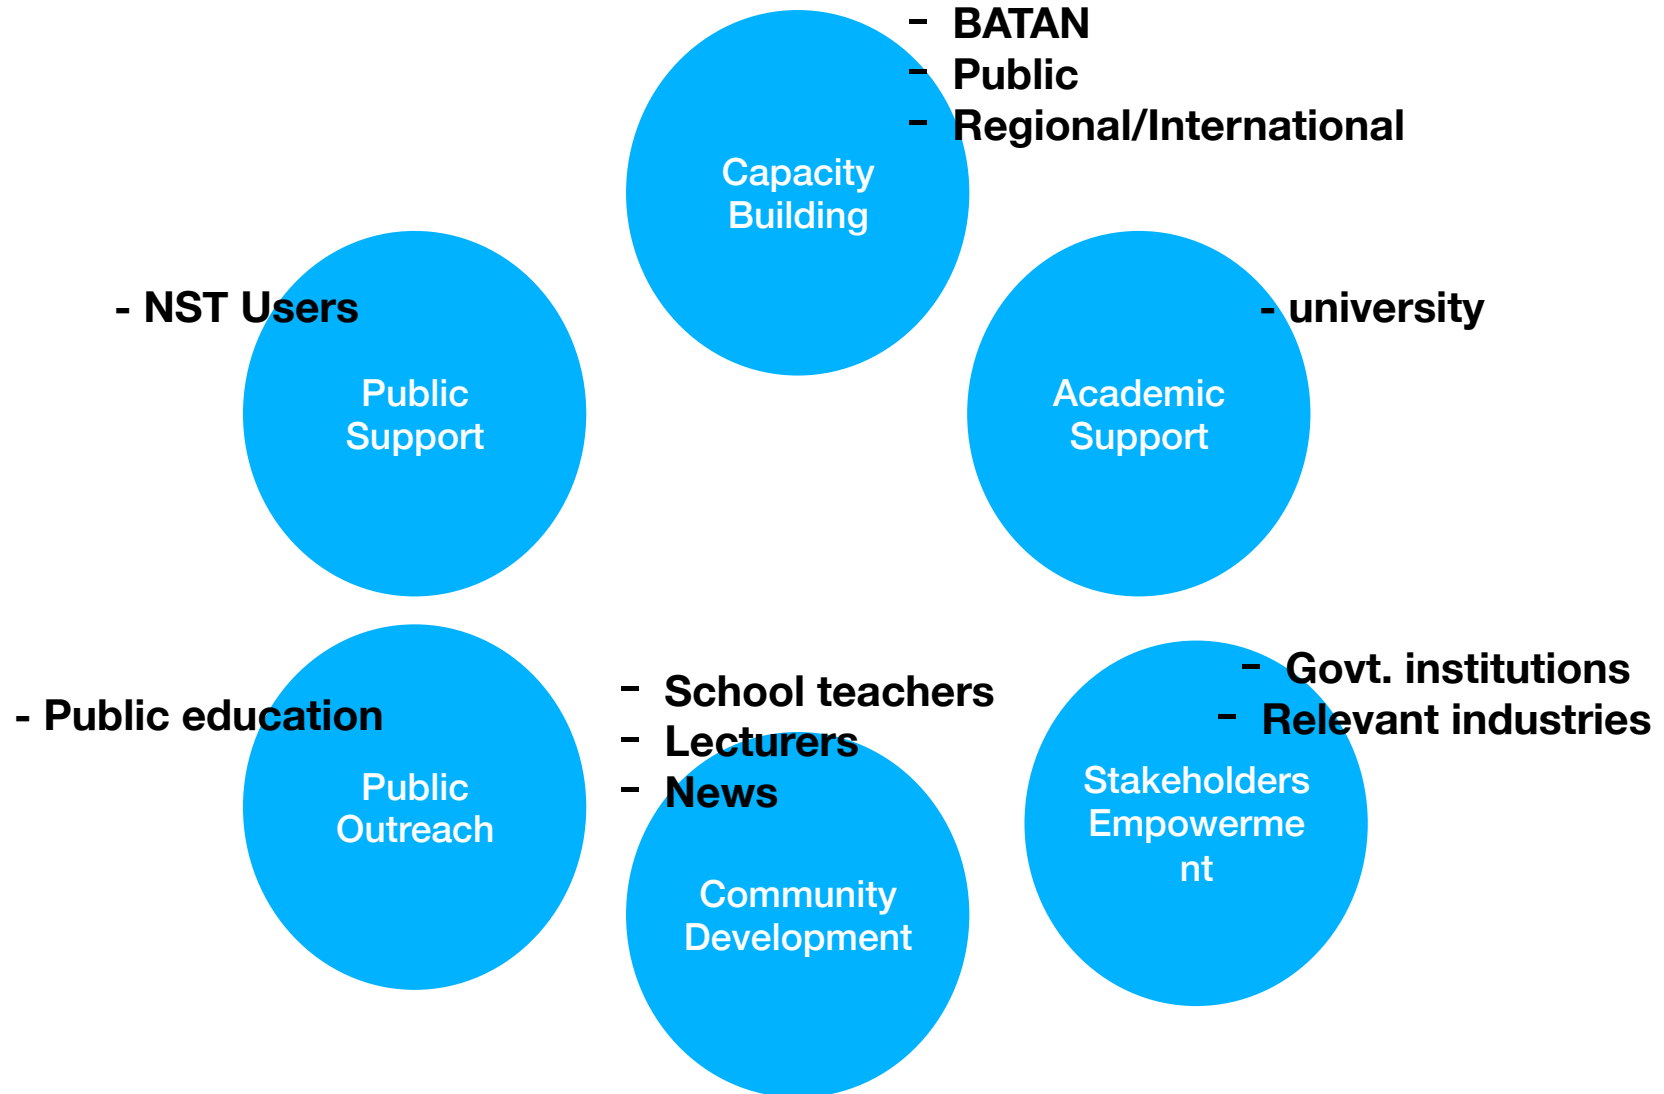 - BATAN
- Public
- Regional/International
Capacity
Building
- NST Users
Public
Support
- university
Academic
Support
- Public education
Public
Outreach
- School teachers
- Lecturers
- News
Community
Development
- Govt. institutions
- Relevant industries
Stakeholders
Empowerme
nt